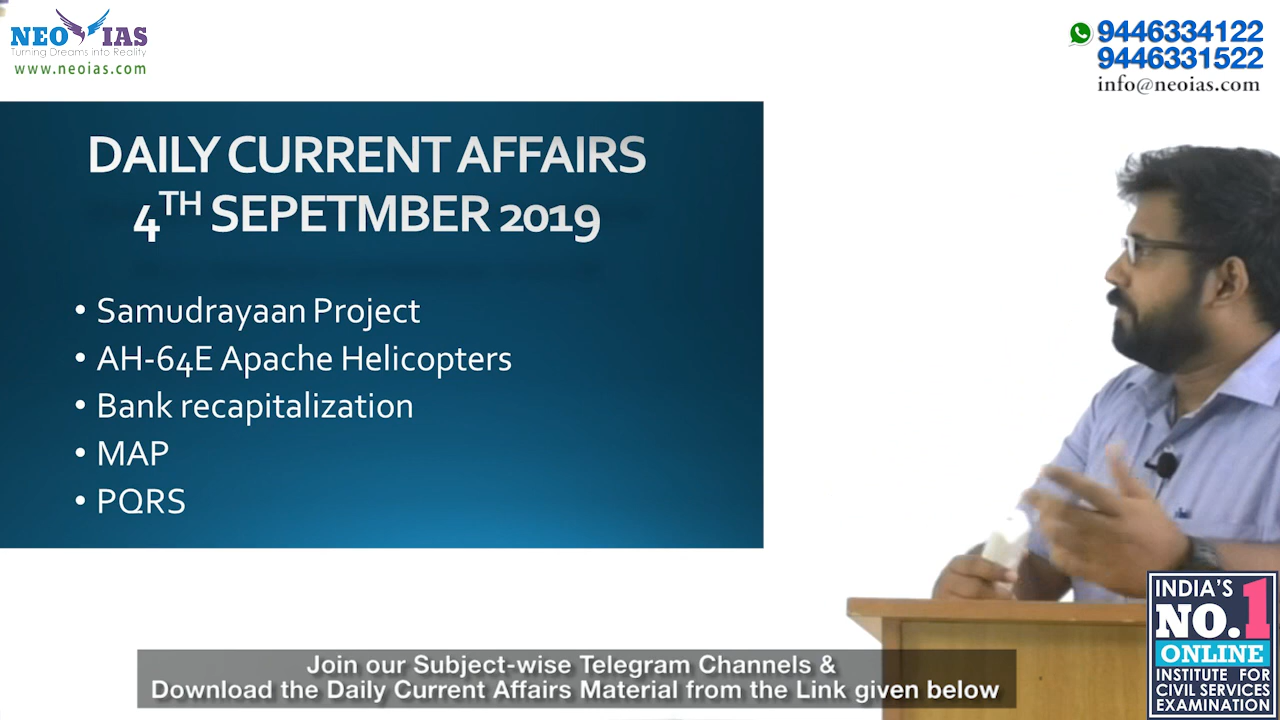 NEO IAS
Turning Dreams into Reality
www.neoias.com
9446334122
9446331522
info@neoias.com
DAILY CURRENT AFFAIRS
4TH SEPETMBER 2019
• Samudrayaan Project
• AH-64E Apache Helicopters
• Bank recapitalization
• MAP
• PQRS
INDIA'S
NO.1
ONLINE
INSTITUTE FOR
CIVIL SERVICES
EXAMINATION
Join our Subject-wise Telegram Channels &
Download the Daily Current Affairs Material from the Link given below